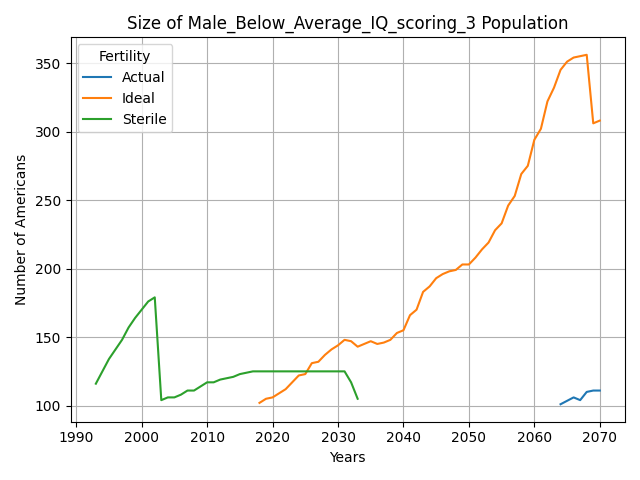 Size of Male_Below_Average_IQ_scoring_3 Population
Fertility
Actual
Ideal
Sterile
Number of Americans
350
300
250
200
150
100
1990 2000 2010 2020 2030 2040 2050 2060 2070
Years